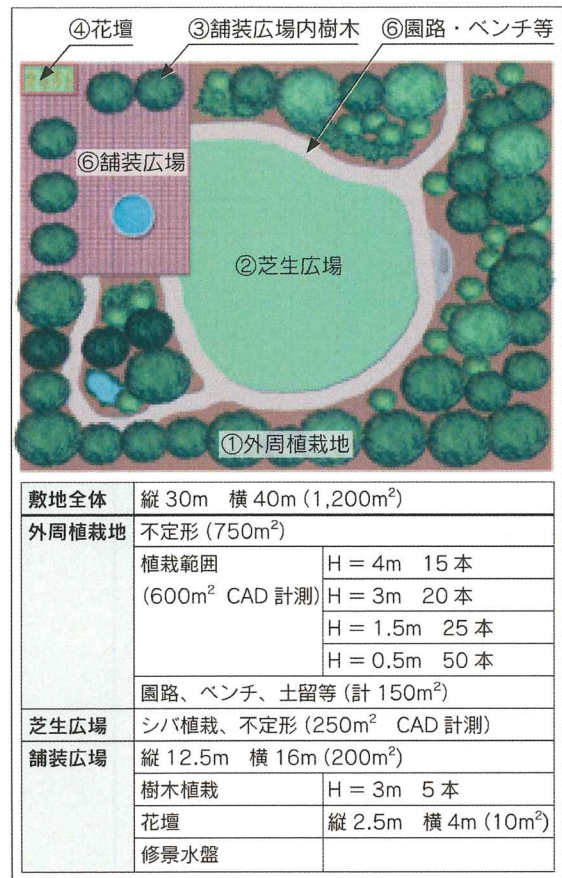 ④花壇 ③舗装広場内樹木 ⑥園路・ベンチ等
⑥舗装広場
②芝生広場
①外周植栽地
敷地全体 縦 30m 横 40m (1,200m²)
外周植栽地 不定形 (750m²)
植栽範囲 H = 4m 15 本
(600m² CAD 計測) H = 3m 20 本
H = 1.5m 25 本
H = 0.5m 50 本
園路、ベンチ、土留等 (計 150m²)
芝生広場 シバ植栽、不定形 (250m² CAD 計測)
舗装広場 縦 12.5m 横 16m (200m²)
樹木植栽 H = 3m 5 本
花壇 縦 2.5m 横 4m (10m²)
修景水盤